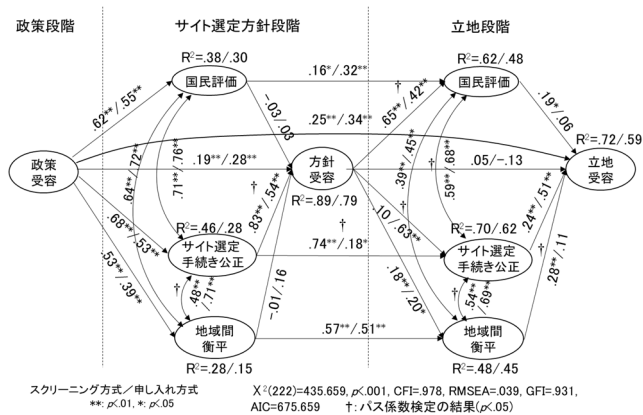 政策段階
サイト選定方針段階
立地段階
R²=.38/.30
国民評価
R²=.62/.48
国民評価
.16*/.32**
†
.62**/.55**
-.03/.03
.65**/.42**
.19*/.06
.25**/.34**
R²=.72/.59
政策
受容
.19**/.28**
方針
受容
.05/-.13
立地
受容
R²=.89/.79
.64**/.72**
.71**/.76**
†
.83**/.54**
†
.39**/.45**
†
.59**/.68**
†
.68**/.53**
R²=.46/.28
サイト選定
手続き公正
.74**/.18*
†
.10/.63**
R²=.70/.62
サイト選定
手続き公正
.24**/.51**
†
.53**/.39**
†
.48**
/.71**
-.01/.16
.18**/.20*
†
.54**
/.69**
.28**/.11
†
地域間
衡平
.57**/.51**
地域間
衡平
R²=.28/.15
R²=.48/.45
スクリーニング方式／申し入れ方式
**: p<.01, *: p<.05
Χ²(222)=435.659, p<.001, CFI=.978, RMSEA=.039, GFI=.931,
AIC=675.659 †: パス係数検定の結果(p<.05)